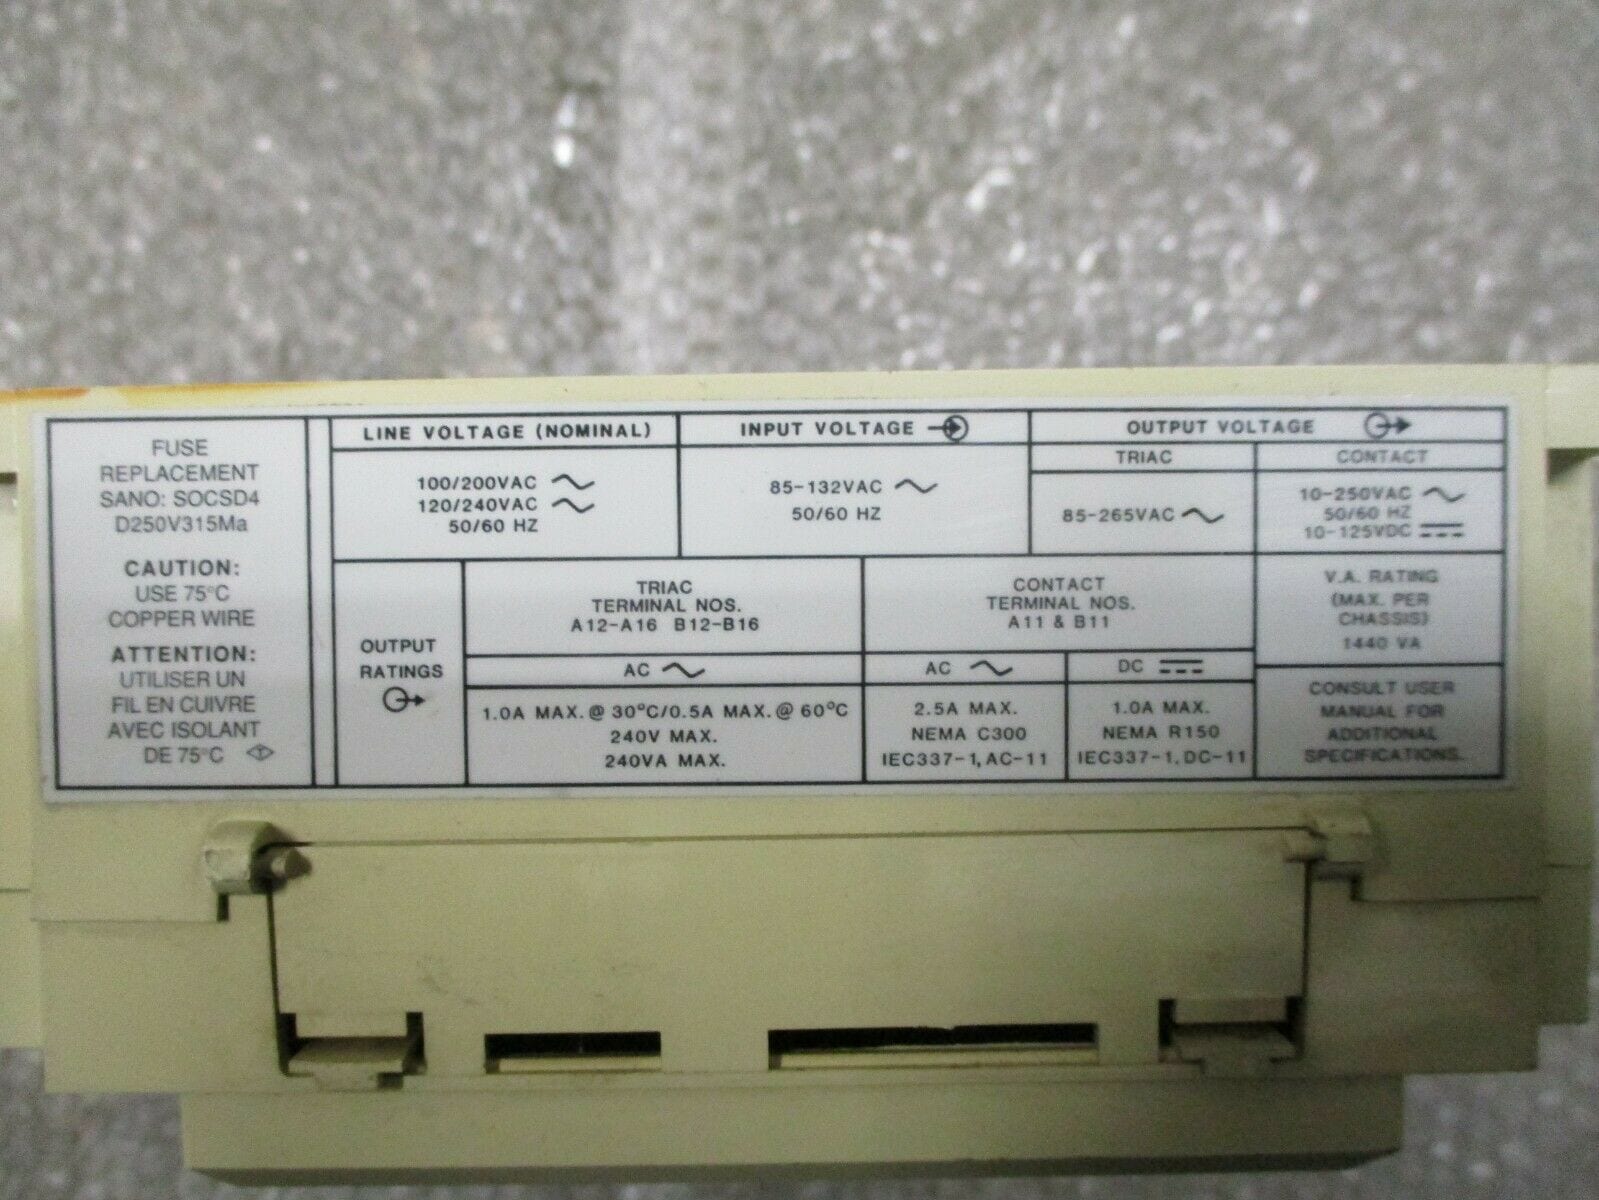 FUSE
REPLACEMENT
SANO: SOCSD4
D250V315Ma
CAUTION:
USE 75°C
COPPER WIRE
ATTENTION:
UTILISER UN
FIL EN CUIVRE
AVEC ISOLANT
DE 75°C
LINE VOLTAGE (NOMINAL)
100/200VAC
120/240VAC
50/60 HZ
INPUT VOLTAGE
85-132VAC
50/60 HZ
OUTPUT VOLTAGE
TRIAC
85-265VAC
CONTACT
10-250VAC
50/60 HZ
10-125VDC
OUTPUT
RATINGS
TRIAC
TERMINAL NOS.
A12-A16 B12-B16
AC
1.0A MAX.@ 30°C/0.5A MAX.@ 60°C
240V MAX.
240VA MAX.
CONTACT
TERMINAL NOS.
A11 & B11
AC
2.5A MAX.
NEMA C300
IEC337-1, AC-11
DC
1.0A MAX.
NEMA R150
IEC337-1, DC-11
V.A. RATING
(MAX. PER
CHASSIS)
1440 VA
CONSULT USER
MANUAL FOR
ADDITIONAL
SPECIFICATIONS.